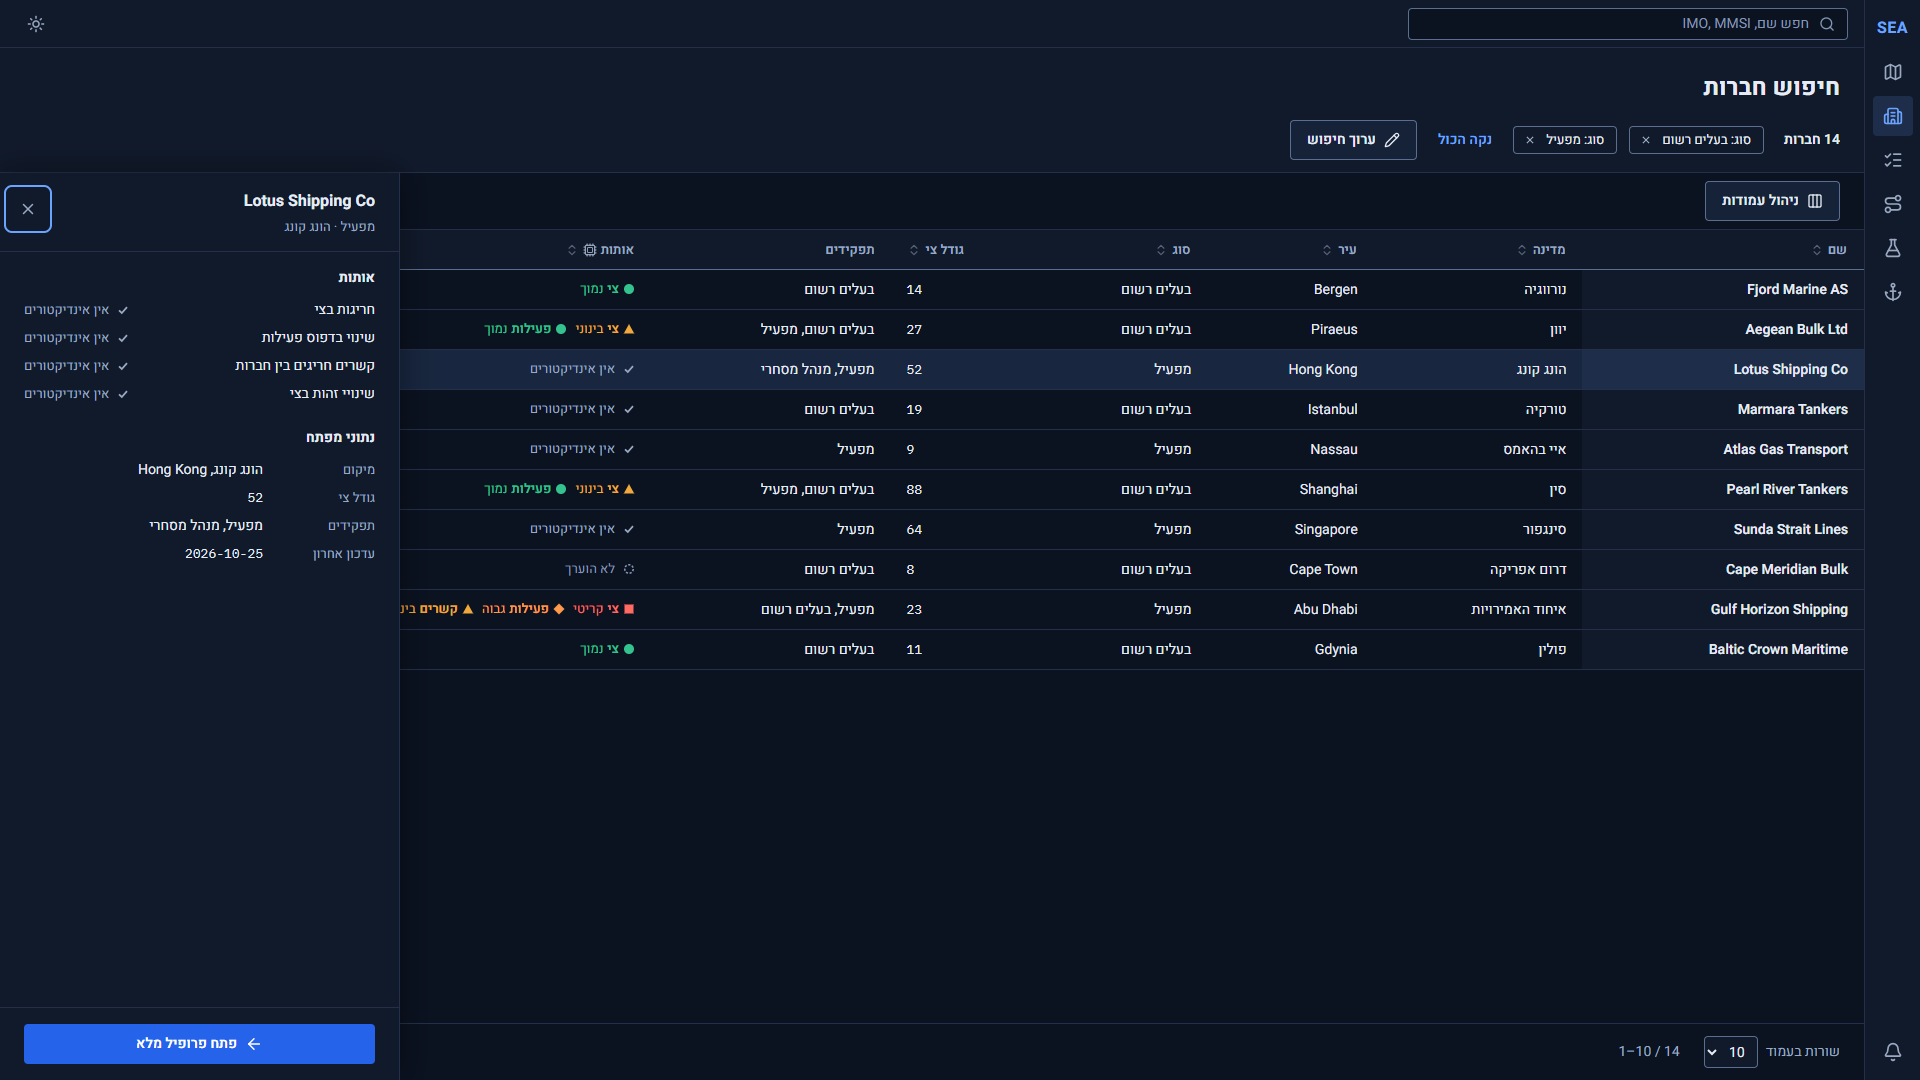 SEA
חפש שם, IMO, MMSI
חיפוש חברות
14 חברות
סוג: בעלים רשום
סוג: מפעיל
נקה הכול
ערוך חיפוש
ניהול עמודות
שם מדינה עיר סוג גודל צי תפקידים אותות
Fjord Marine AS נורווגיה Bergen בעלים רשום 14 בעלים רשום צי נמוך
Aegean Bulk Ltd יוון Piraeus בעלים רשום 27 בעלים רשום, מפעיל צי בינוני פעילות נמוך
Lotus Shipping Co הונג קונג Hong Kong מפעיל 52 מפעיל, מנהל מסחרי אין אינדיקטורים
Marmara Tankers טורקיה Istanbul בעלים רשום 19 בעלים רשום אין אינדיקטורים
Atlas Gas Transport איי בהאמס Nassau מפעיל 9 מפעיל אין אינדיקטורים
Pearl River Tankers סין Shanghai בעלים רשום 88 בעלים רשום, מפעיל צי בינוני פעילות נמוך
Sunda Strait Lines סינגפור Singapore מפעיל 64 מפעיל אין אינדיקטורים
Cape Meridian Bulk דרום אפריקה Cape Town בעלים רשום 8 בעלים רשום לא הוערך
Gulf Horizon Shipping איחוד האמירויות Abu Dhabi מפעיל 23 מפעיל, בעלים רשום צי קריטי פעילות גבוה קשרים
Baltic Crown Maritime פולין Gdynia בעלים רשום 11 בעלים רשום צי נמוך
שורות בעמוד 10 1–10 / 14
Lotus Shipping Co
מפעיל · הונג קונג
אותות
חריגות בצי אין אינדיקטורים
שינוי בדפוס פעילות אין אינדיקטורים
קשרים חריגים בין חברות אין אינדיקטורים
שינויי זהות בצי אין אינדיקטורים
נתוני מפתח
מיקום הונג קונג, Hong Kong
גודל צי 52
תפקידים מפעיל, מנהל מסחרי
עדכון אחרון 2026-10-25
פתח פרופיל מלא